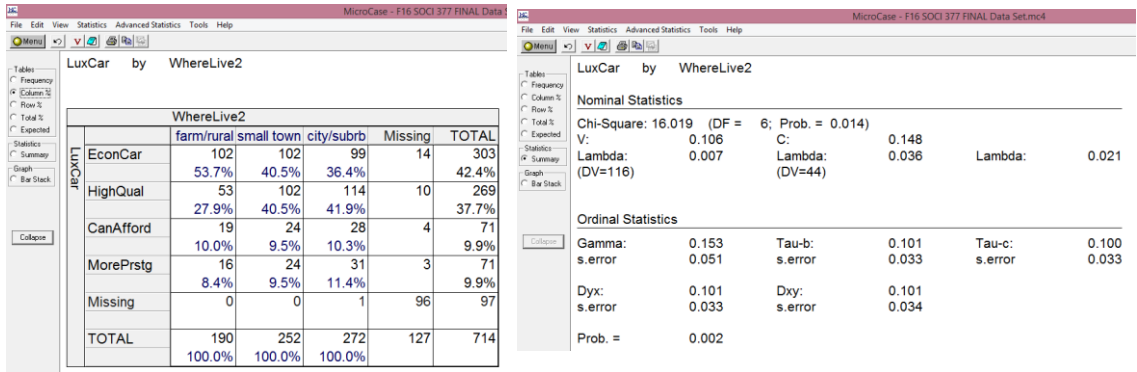 MicroCase - F16 SOCI 377 FINAL Data S
File Edit View Statistics Advanced Statistics Tools Help
Menu
Tables
Frequency
Column %
Row %
Total %
Expected
Statistics
Summary
Graph
Bar Stack
Collapse
LuxCar by WhereLive2
WhereLive2
farm/rural small town city/subrb Missing TOTAL
LuxCar
EconCar 102 102 99 14 303
53.7% 40.5% 36.4% 42.4%
HighQual 53 102 114 10 269
27.9% 40.5% 41.9% 37.7%
CanAfford 19 24 28 4 71
10.0% 9.5% 10.3% 9.9%
MorePrstg 16 24 31 3 71
8.4% 9.5% 11.4% 9.9%
Missing 0 0 1 96 97
TOTAL 190 252 272 127 714
100.0% 100.0% 100.0%
MicroCase - F16 SOCI 377 FINAL Data Set.mc4
File Edit View Statistics Advanced Statistics Tools Help
Menu
Tables
Frequency
Column %
Row %
Total %
Expected
Statistics
Summary
Graph
Bar Stack
Collapse
LuxCar by WhereLive2
Nominal Statistics
Chi-Square: 16.019 (DF = 6; Prob. = 0.014)
V: 0.106 C: 0.148
Lambda: 0.007 Lambda: 0.036 Lambda: 0.021
(DV=116) (DV=44)
Ordinal Statistics
Gamma: 0.153 Tau-b: 0.101 Tau-c: 0.100
s.error 0.051 s.error 0.033 s.error 0.033
Dyx: 0.101 Dxy: 0.101
s.error 0.033 s.error 0.034
Prob. = 0.002